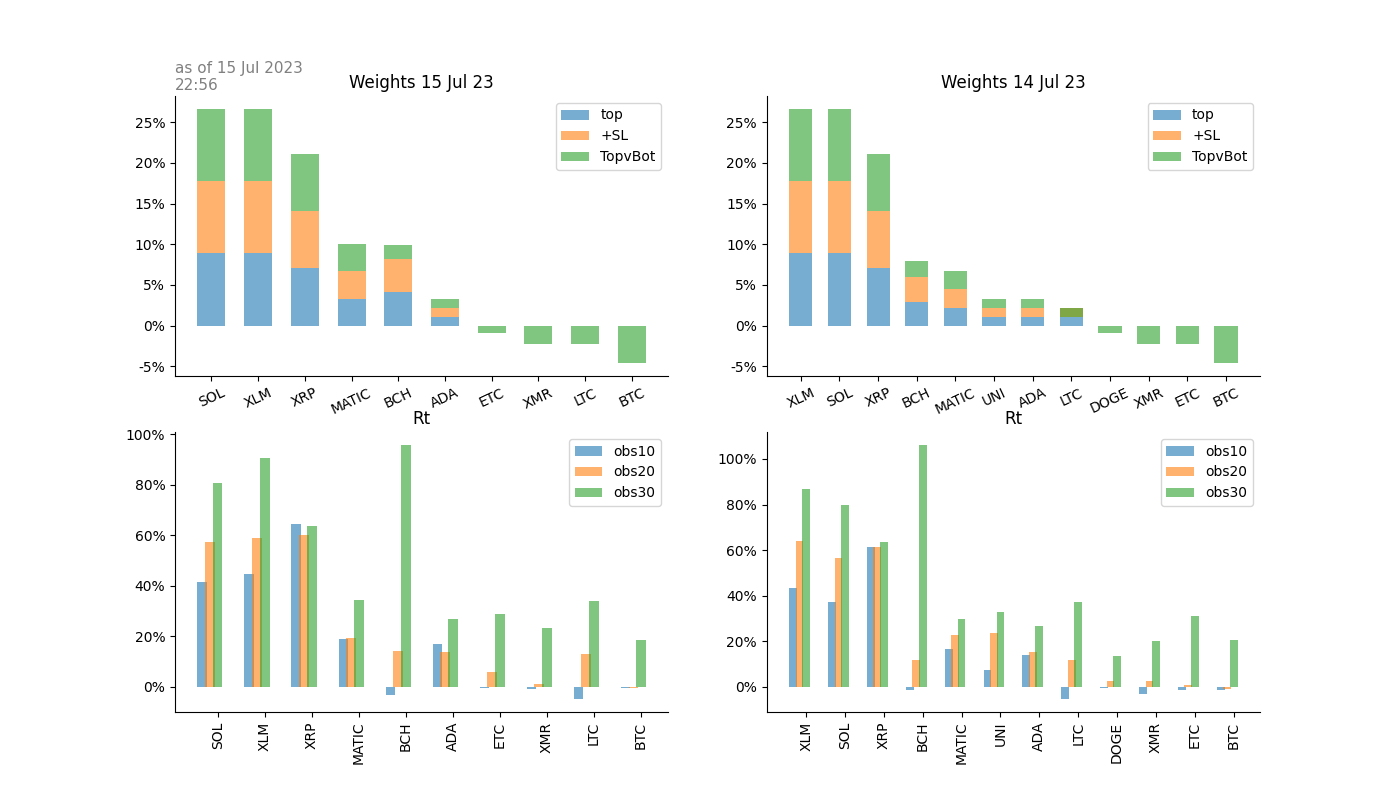 as of 15 Jul 2023
22:56
Weights 15 Jul 23
25%
20%
15%
10%
5%
0%
-5%
top
+SL
TopvBot
SOL XLM XRP MATIC BCH ADA ETC XMR LTC BTC
Weights 14 Jul 23
25%
20%
15%
10%
5%
0%
-5%
top
+SL
TopvBot
XLM SOL XRP BCH MATIC UNI ADA LTC DOGE XMR ETC BTC
Rt
100%
80%
60%
40%
20%
0%
obs10
obs20
obs30
SOL XLM XRP MATIC BCH ADA ETC XMR LTC BTC
Rt
100%
80%
60%
40%
20%
0%
obs10
obs20
obs30
XLM SOL XRP BCH MATIC UNI ADA LTC DOGE XMR ETC BTC